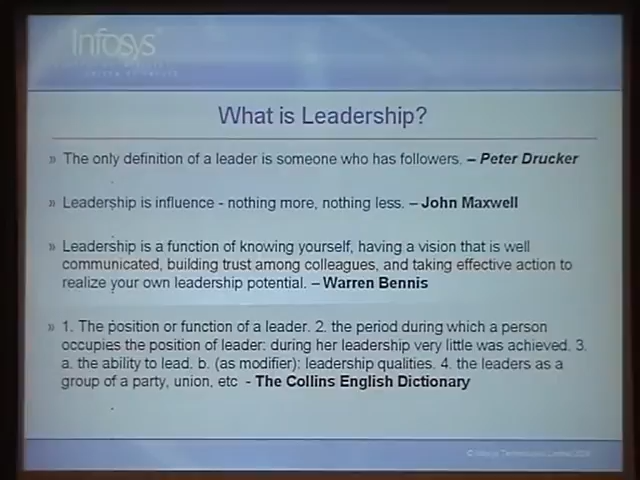 Infosys
What is Leadership?
» The only definition of a leader is someone who has followers. – Peter Drucker
» Leadership is influence - nothing more, nothing less. – John Maxwell
» Leadership is a function of knowing yourself, having a vision that is well
communicated, building trust among colleagues, and taking effective action to
realize your own leadership potential. – Warren Bennis
» 1. The position or function of a leader. 2. the period during which a person
occupies the position of leader: during her leadership very little was achieved. 3.
a. the ability to lead. b. (as modifier): leadership qualities. 4. the leaders as a
group of a party, union, etc - The Collins English Dictionary